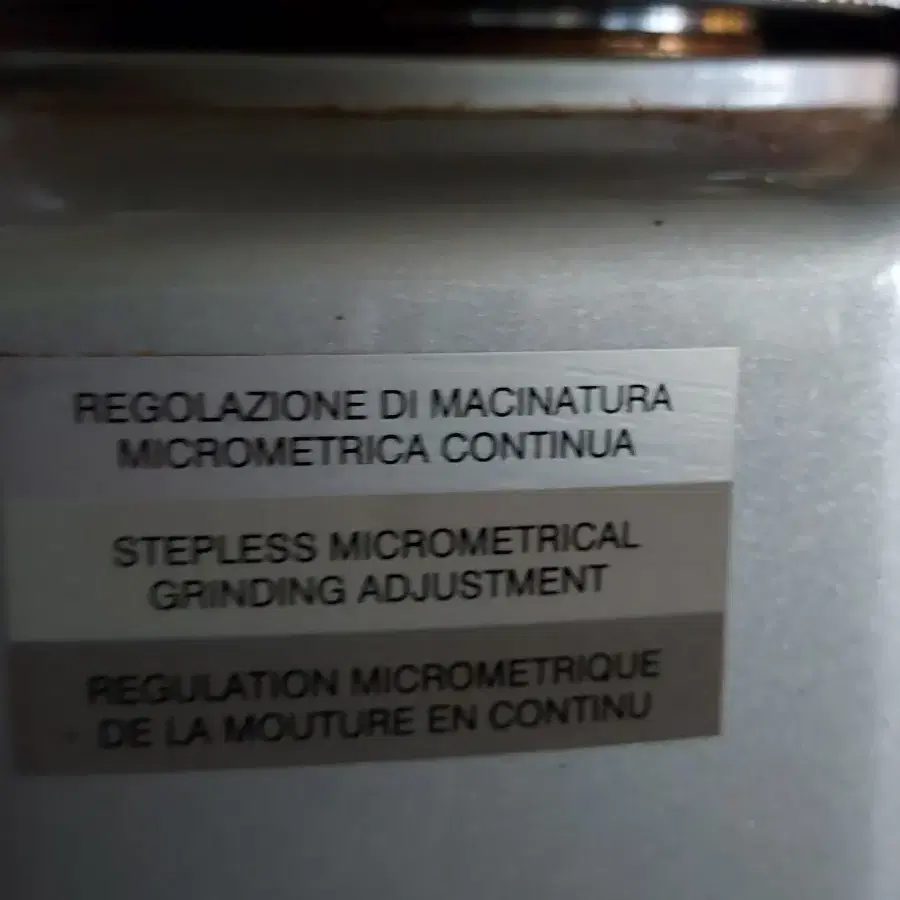 REGOLAZIONE DI MACINATURA
MICROMETRICA CONTINUA
STEPLESS MICROMETRICAL
GRINDING ADJUSTMENT
REGULATION MICROMETRIQUE
DE LA MOUTURE EN CONTINU